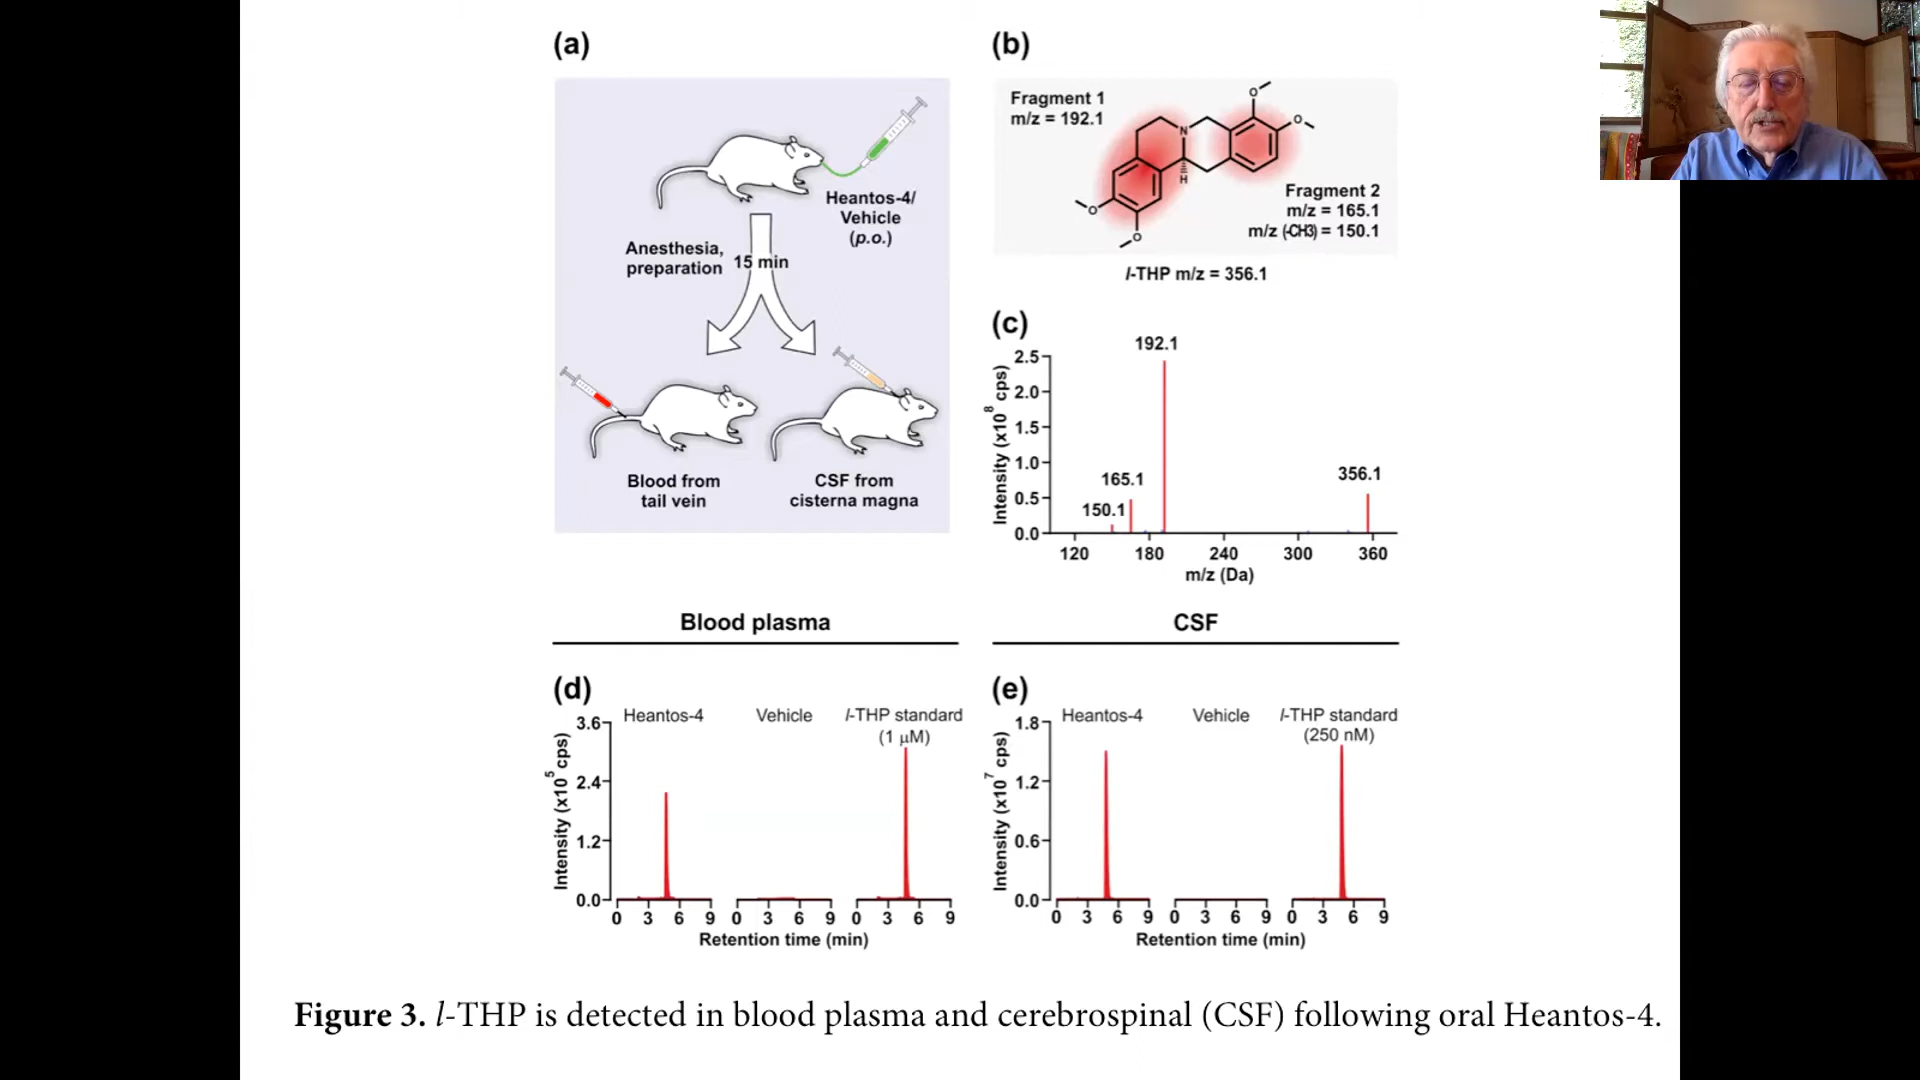 (a)
Heantos-4/
Vehicle
(p.o.)
Anesthesia,
preparation
15 min
Blood from
tail vein
CSF from
cisterna magna
(b)
Fragment 1
m/z = 192.1
O
O
N
H
O
O
Fragment 2
m/z = 165.1
m/z (-CH3) = 150.1
l-THP m/z = 356.1
(c)
Intensity (x10^8 cps)
2.5
2.0
1.5
1.0
0.5
0.0
150.1
165.1
192.1
356.1
120 180 240 300 360
m/z (Da)
Blood plasma
(d)
Intensity (x10^5 cps)
3.6
2.4
1.2
0.0
Heantos-4 Vehicle l-THP standard
(1 μM)
0 3 6 9 0 3 6 9 0 3 6 9
Retention time (min)
CSF
(e)
Intensity (x10^7 cps)
1.8
1.2
0.6
0.0
Heantos-4 Vehicle l-THP standard
(250 nM)
0 3 6 9 0 3 6 9 0 3 6 9
Retention time (min)
Figure 3. l-THP is detected in blood plasma and cerebrospinal (CSF) following oral Heantos-4.